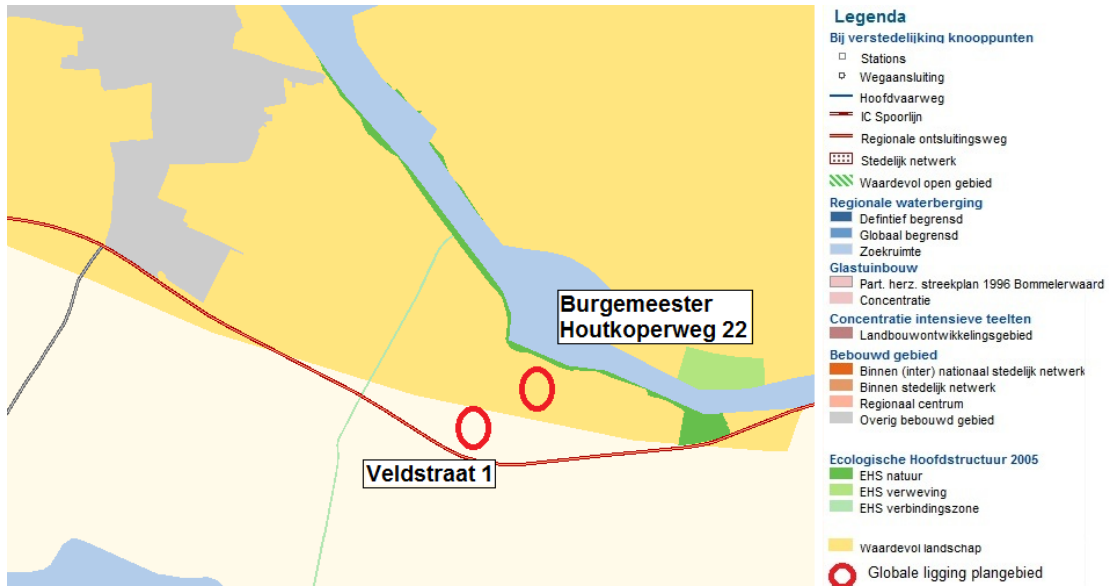 Burgemeester
Houtkoperweg 22
Veldstraat 1
Legenda
Bij verstedelijking knooppunten
Stations
Wegaansluiting
Hoofdvaarweg
IC Spoorlijn
Regionale ontsluitingsweg
Stedelijk netwerk
Waardevol open gebied
Regionale waterberging
Defintief begrensd
Globaal begrensd
Zoekruimte
Glastuinbouw
Part. herz. streekplan 1996 Bommelerwaard
Concentratie
Concentratie intensieve teelten
Landbouwontwikkelingsgebied
Bebouwd gebied
Binnen (inter) nationaal stedelijk netwerk
Binnen stedelijk netwerk
Regionaal centrum
Overig bebouwd gebied
Ecologische Hoofdstructuur 2005
EHS natuur
EHS verweving
EHS verbindingszone
Waardevol landschap
Globale ligging plangebied